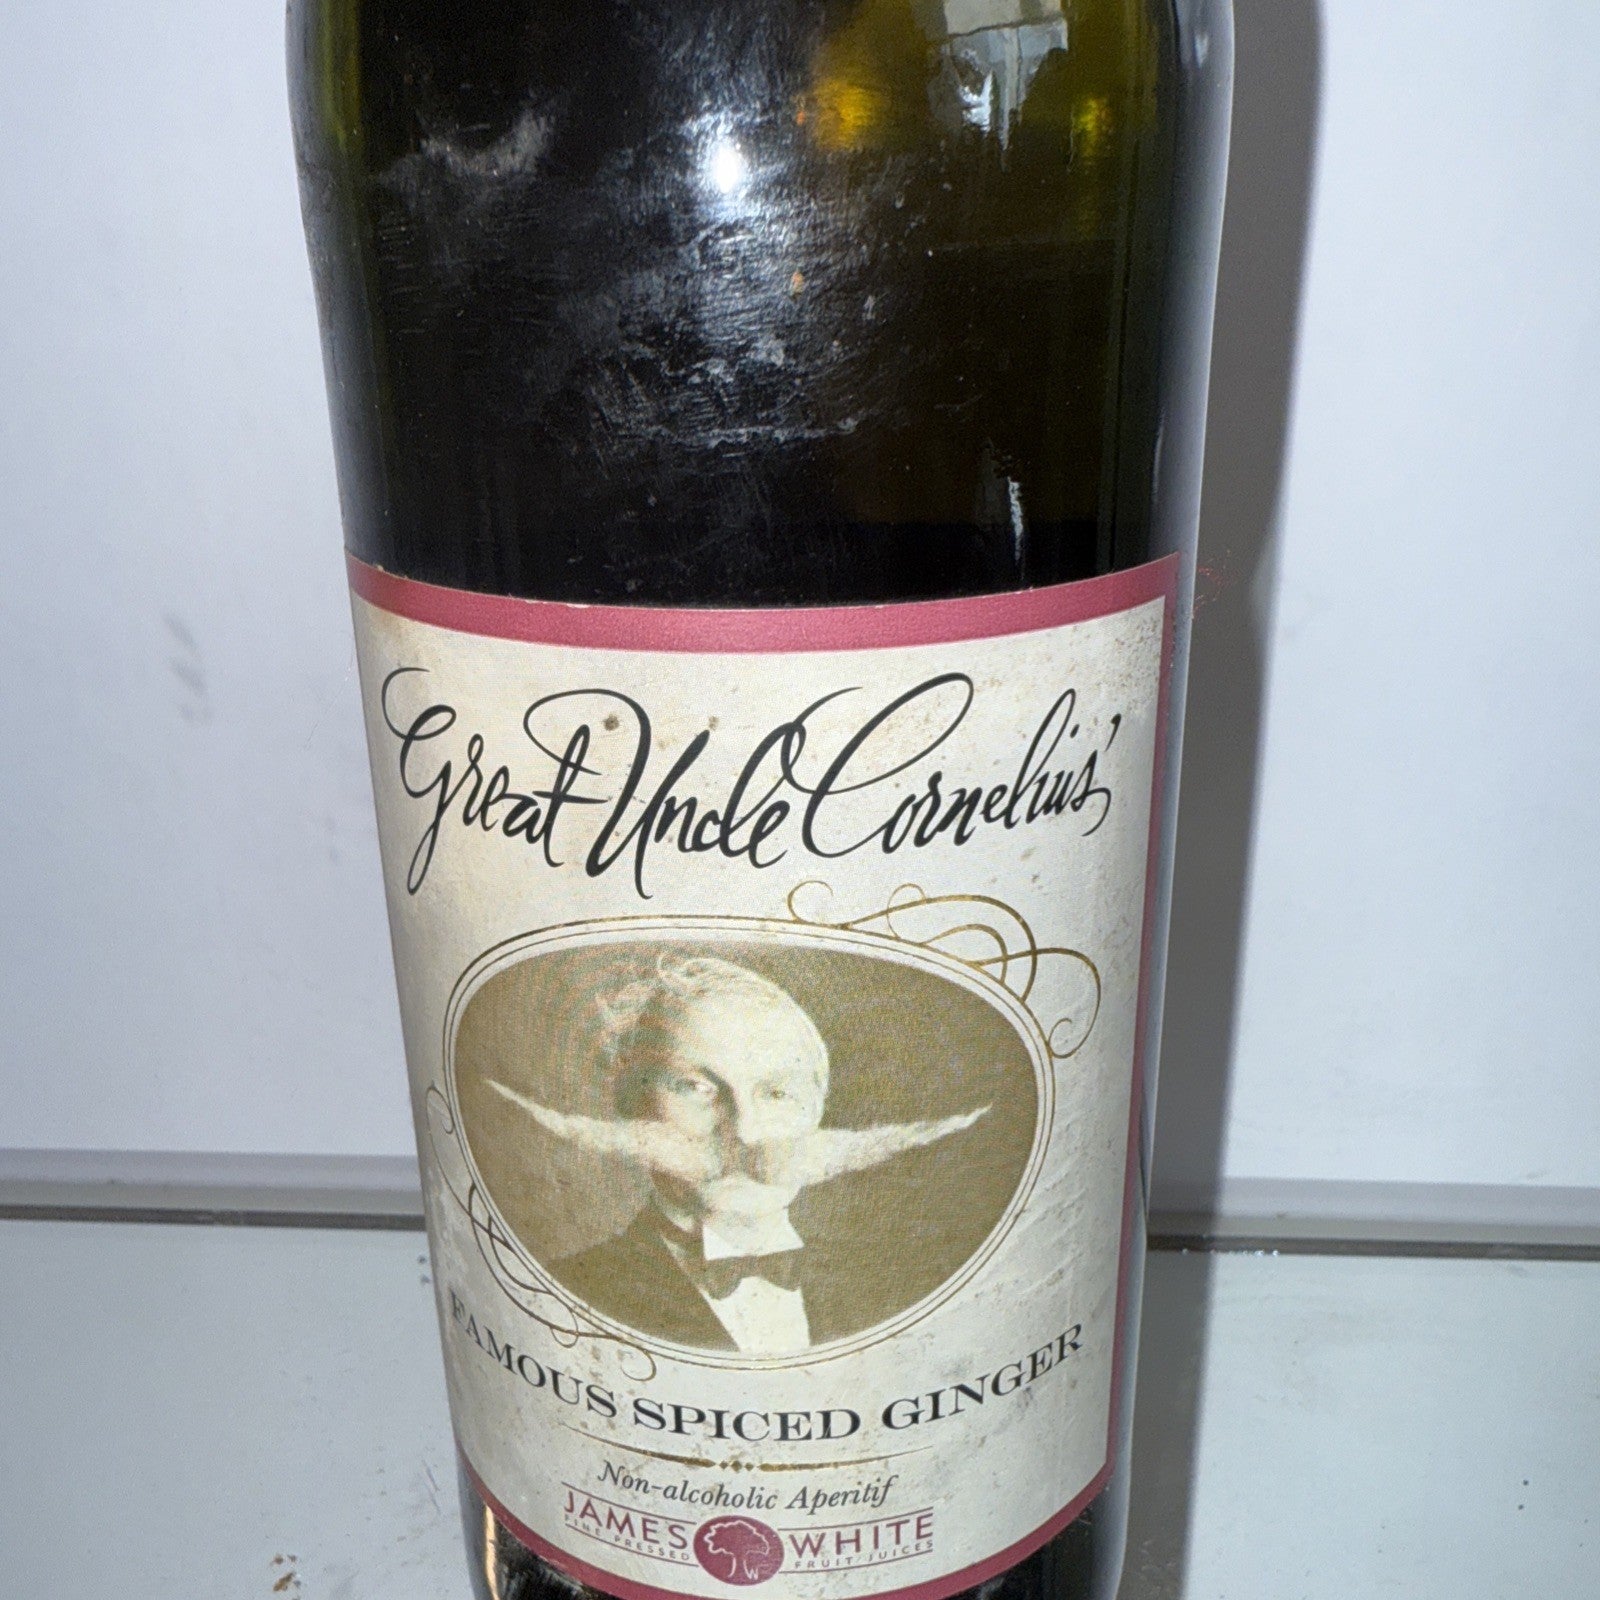 Great Uncle Cornelius'
FAMOUS SPICED GINGER
Non-alcoholic Aperitif
JAMES WHITE
FINE PRESSED FRUIT JUICES
W